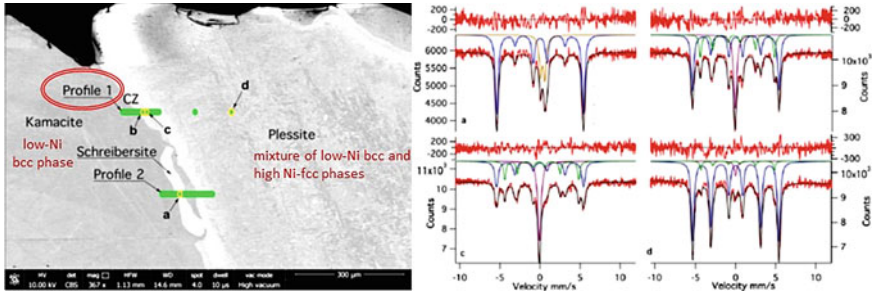 Profile 1
CZ
d
Kamacite
b
c
low-Ni
bcc phase
Plessite
Schreibersite
mixture of low-Ni bcc and
high Ni-fcc phases
Profile 2
a
HV
det
mag
HFW
WD
spot
dwell
vac mode
10.00 kV
CBS
367 x
1.13 mm
14.6 mm
4.0
10 µs
High vacuum
300 µm
200
0
-200
6500
6000
5500
5000
4500
4000
Counts
a
200
0
-200
10x10³
9
8
Counts
b
200
0
-200
11x10³
10
9
8
7
Counts
c
-10
-5
0
5
10
Velocity mm/s
300
0
-300
10x10³
9
8
7
Counts
d
-10
-5
0
5
10
Velocity mm/s